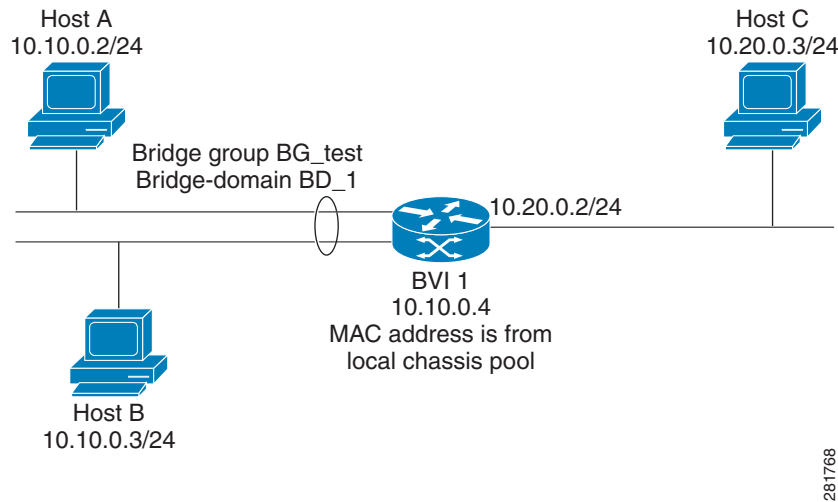 Host A
10.10.0.2/24
Host C
10.20.0.3/24
Bridge group BG_test
Bridge-domain BD_1
10.20.0.2/24
BVI 1
10.10.0.4
MAC address is from
local chassis pool
Host B
10.10.0.3/24
281768